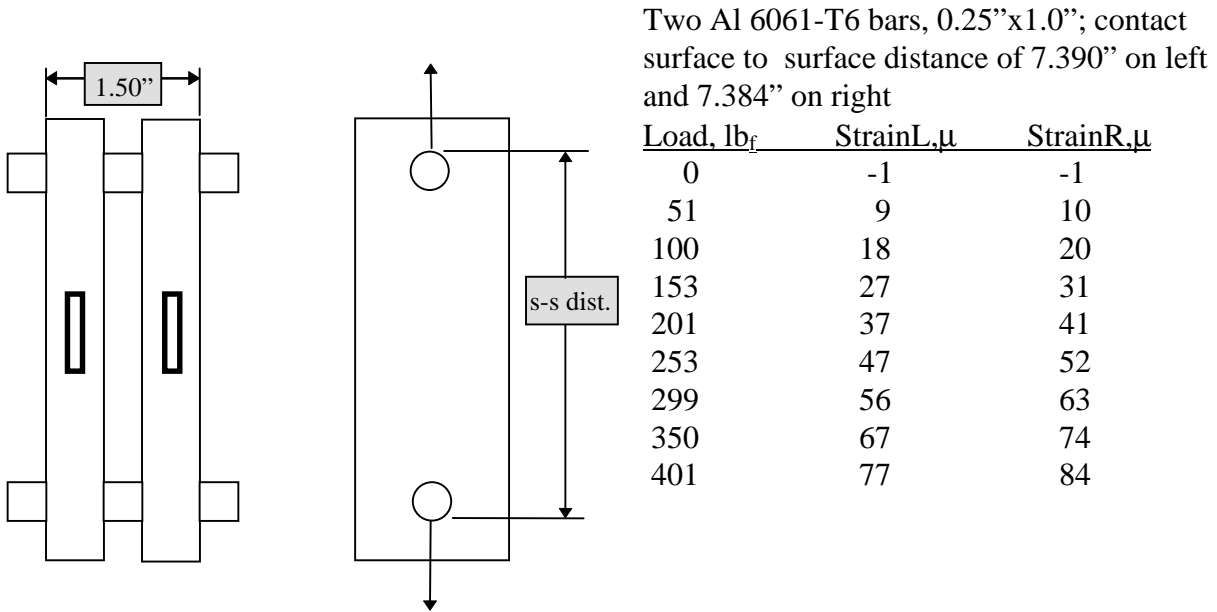 Two Al 6061-T6 bars, 0.25”x1.0”; contact
surface to surface distance of 7.390” on left
and 7.384” on right
1.50”
s-s dist.
Load, lbf StrainL,μ StrainR,μ
0 -1 -1
51 9 10
100 18 20
153 27 31
201 37 41
253 47 52
299 56 63
350 67 74
401 77 84